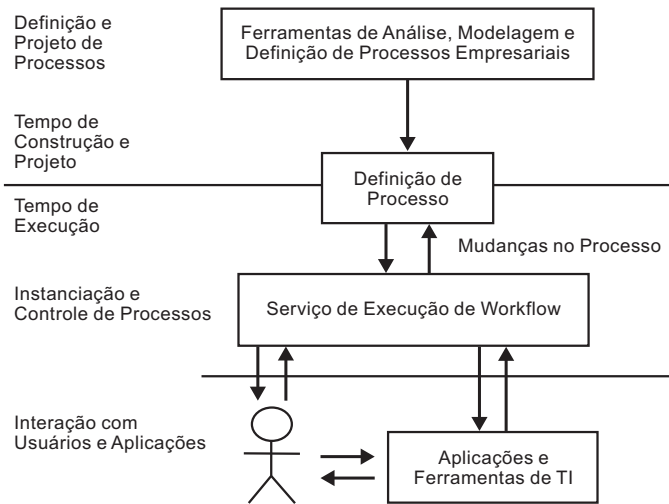 Definição e
Projeto de
Processos
Ferramentas de Análise, Modelagem e
Definição de Processos Empresariais
Tempo de
Construção e
Projeto
Definição de
Processo
Tempo de
Execução
Mudanças no Processo
Instanciação e
Controle de Processos
Serviço de Execução de Workflow
Interação com
Usuários e Aplicações
Aplicações e
Ferramentas de TI